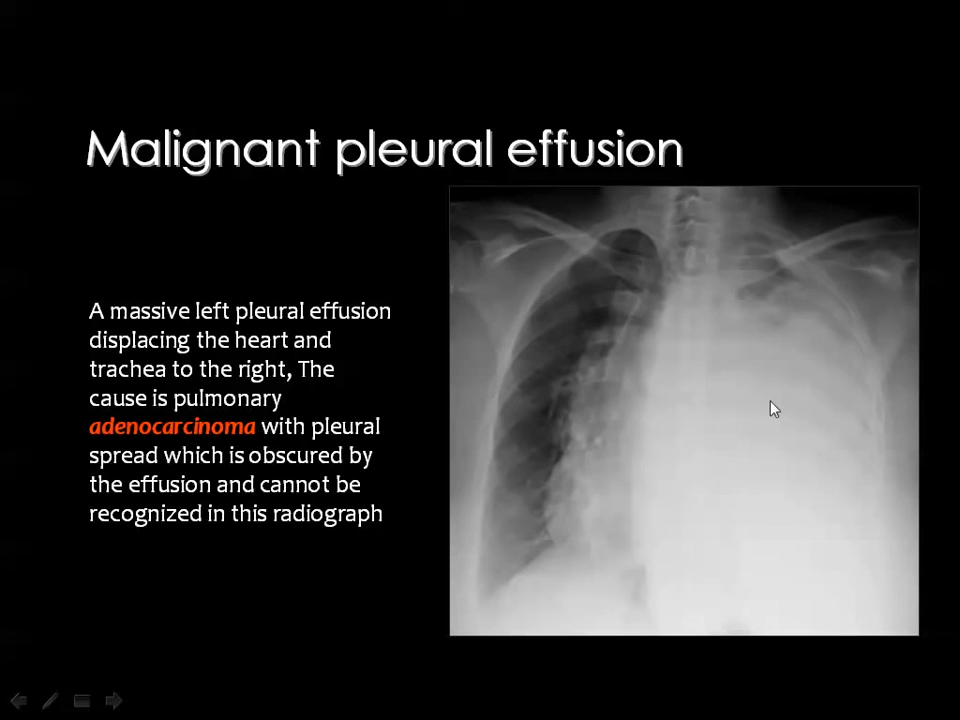 Malignant pleural effusion
A massive left pleural effusion
displacing the heart and
trachea to the right, The
cause is pulmonary
adenocarcinoma with pleural
spread which is obscured by
the effusion and cannot be
recognized in this radiograph